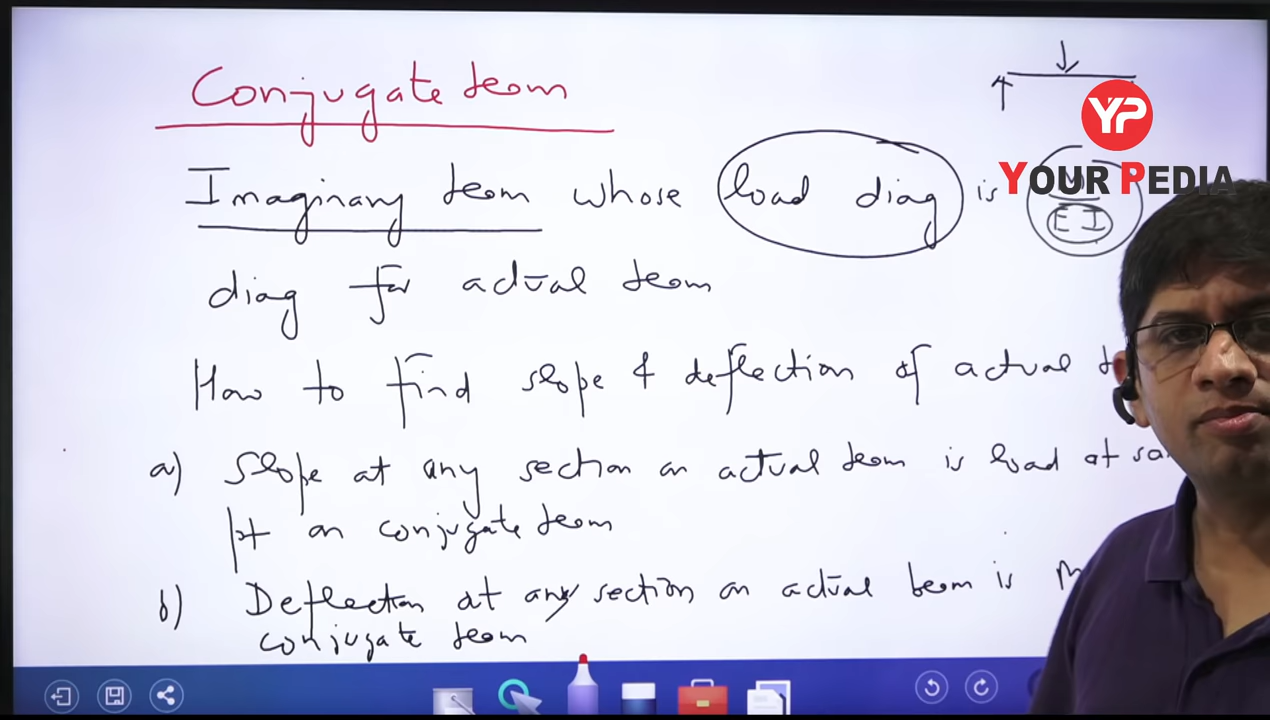 Conjugate beam
YP
YOUR PEDIA
Imaginary beam whose load diag is
EI
diag for actual beam
How to find slope & deflection of actual
a) Slope at any section on actual beam is load at
pt on conjugate beam
b) Deflection at any section on actual beam is
conjugate beam